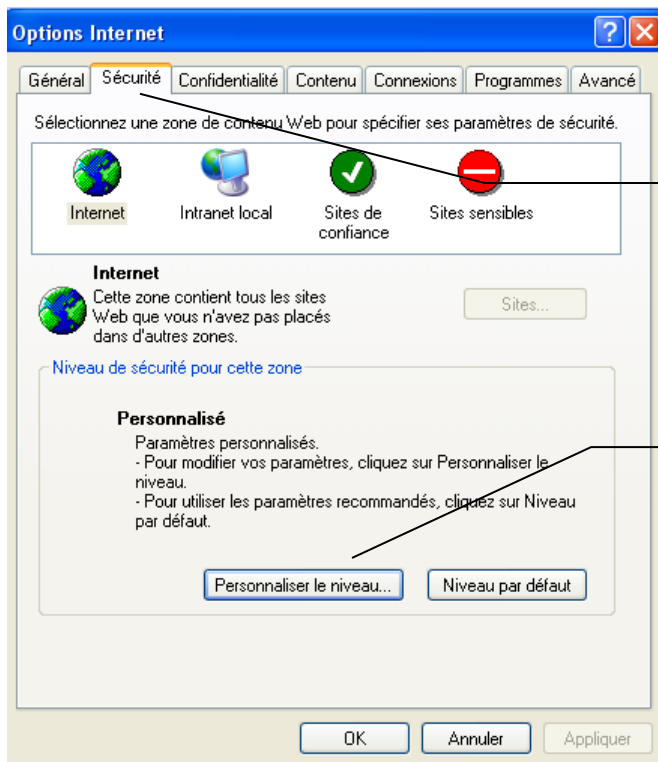 Options Internet
Général Sécurité Confidentialité Contenu Connexions Programmes Avancé
Sélectionnez une zone de contenu Web pour spécifier ses paramètres de sécurité.
Internet Intranet local Sites de confiance Sites sensibles
Internet
Cette zone contient tous les sites
Web que vous n'avez pas placés
dans d'autres zones.
Sites...
Niveau de sécurité pour cette zone
Personnalisé
Paramètres personnalisés.
- Pour modifier vos paramètres, cliquez sur Personnaliser le
niveau.
- Pour utiliser les paramètres recommandés, cliquez sur Niveau
par défaut.
Personnaliser le niveau... Niveau par défaut
OK Annuler Appliquer